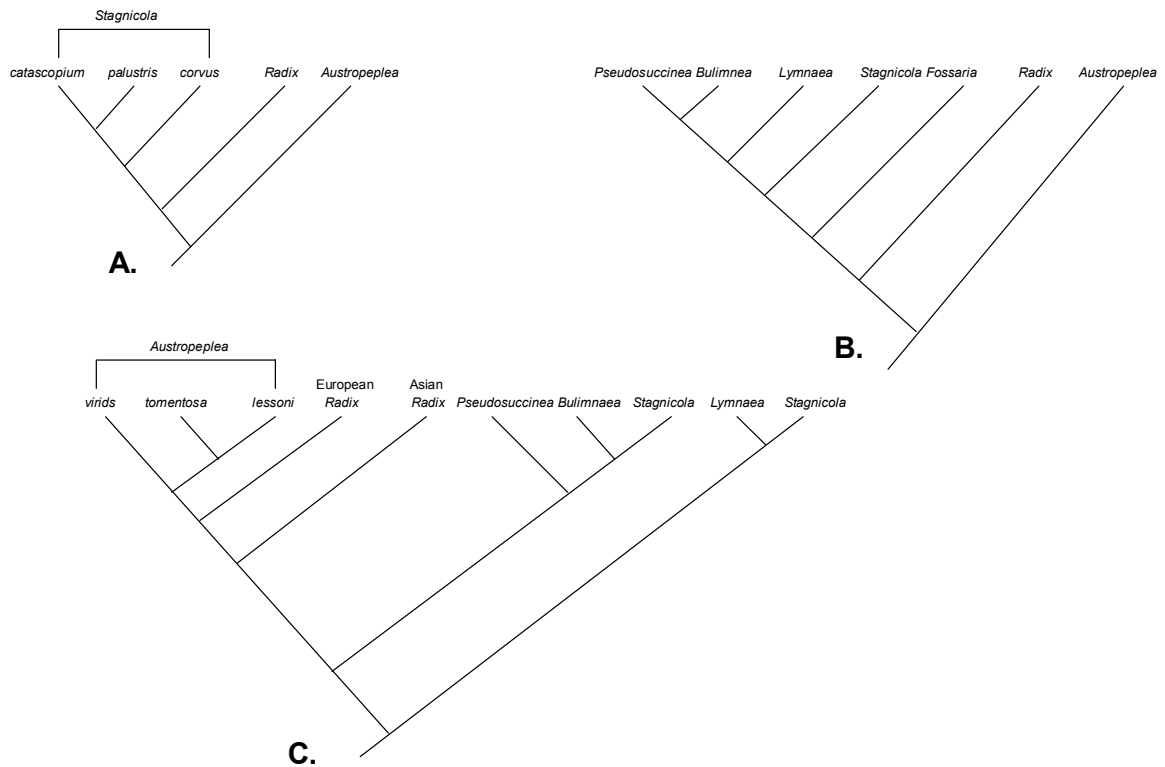 Stagnicola
catascopium palustris corvus Radix Austropeplea
A.
Pseudosuccinea Bulimnea Lymnaea Stagnicola Fossaria Radix Austropeplea
B.
Austropeplea
European Asian
virids tomentosa lessoni Radix Radix Pseudosuccinea Bulimnaea Stagnicola Lymnaea Stagnicola
C.